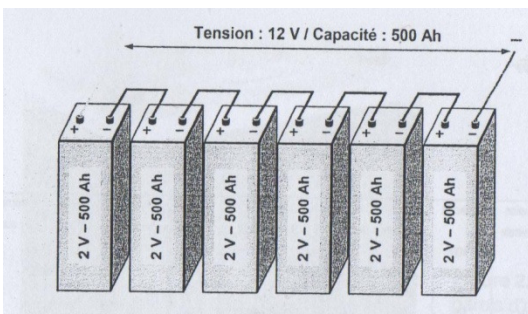 Tension : 12 V / Capacité : 500 Ah
–
+ – + – + – + – + – + –
2 V – 500 Ah
2 V – 500 Ah
2 V – 500 Ah
2 V – 500 Ah
2 V – 500 Ah
2 V – 500 Ah